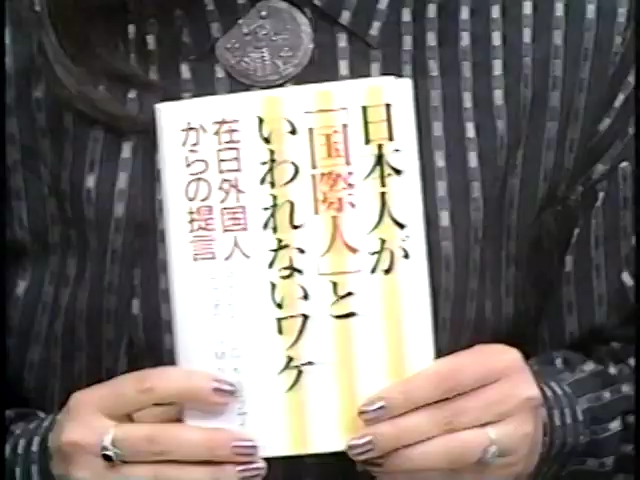 日本人が
「国際人」と
いわれないワケ
在日外国人
からの提言